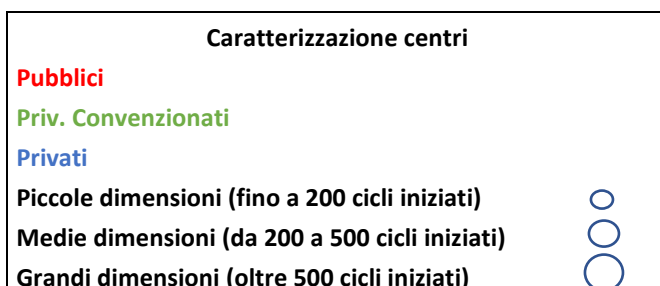 Caratterizzazione centri
Pubblici
Priv. Convenzionati
Privati
Piccole dimensioni (fino a 200 cicli iniziati)
Medie dimensioni (da 200 a 500 cicli iniziati)
Grandi dimensioni (oltre 500 cicli iniziati)